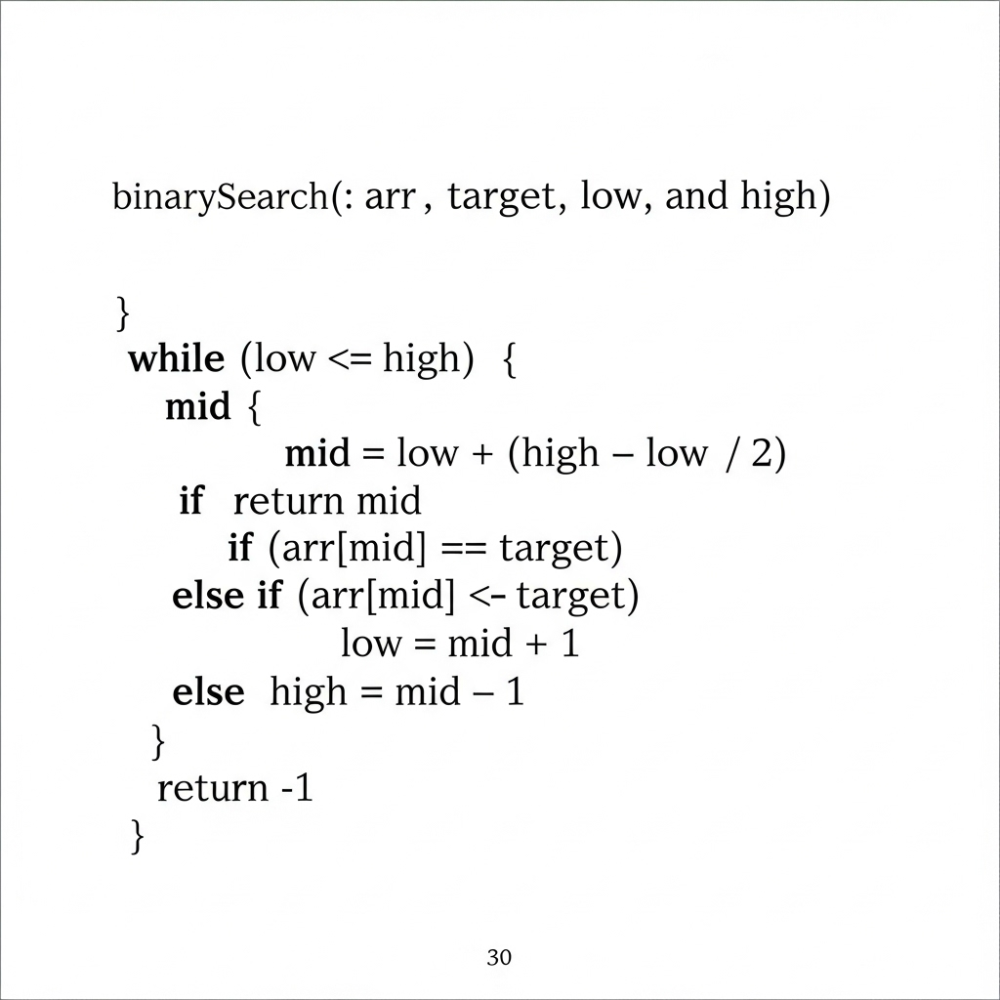 binarySearch(: arr , target, low, and high)
}
while (low <= high) {
mid {
mid = low + (high – low / 2)
if return mid
if (arr[mid] == target)
else if (arr[mid] <- target)
low = mid + 1
else high = mid – 1
}
return -1
}
30